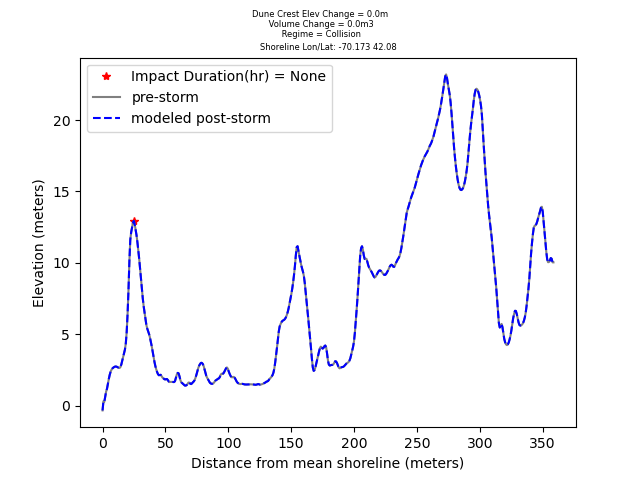 Dune Crest Elev Change = 0.0m
Volume Change = 0.0m3
Regime = Collision
Shoreline Lon/Lat: -70.173 42.08
Impact Duration(hr) = None
pre-storm
modeled post-storm
Elevation (meters)
20
15
10
5
0
0 50 100 150 200 250 300 350
Distance from mean shoreline (meters)